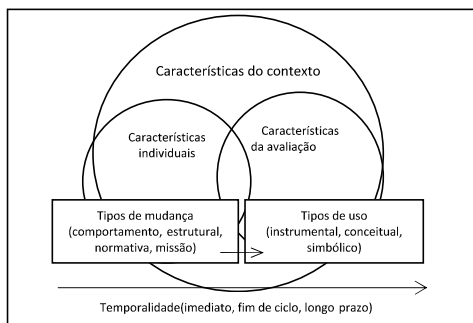 Características do contexto
Características
individuais
Características
da avaliação
Tipos de mudança
(comportamento, estrutural,
normativa, missão)
Tipos de uso
(instrumental, conceitual,
simbólico)
Temporalidade(imediato, fim de ciclo, longo prazo)